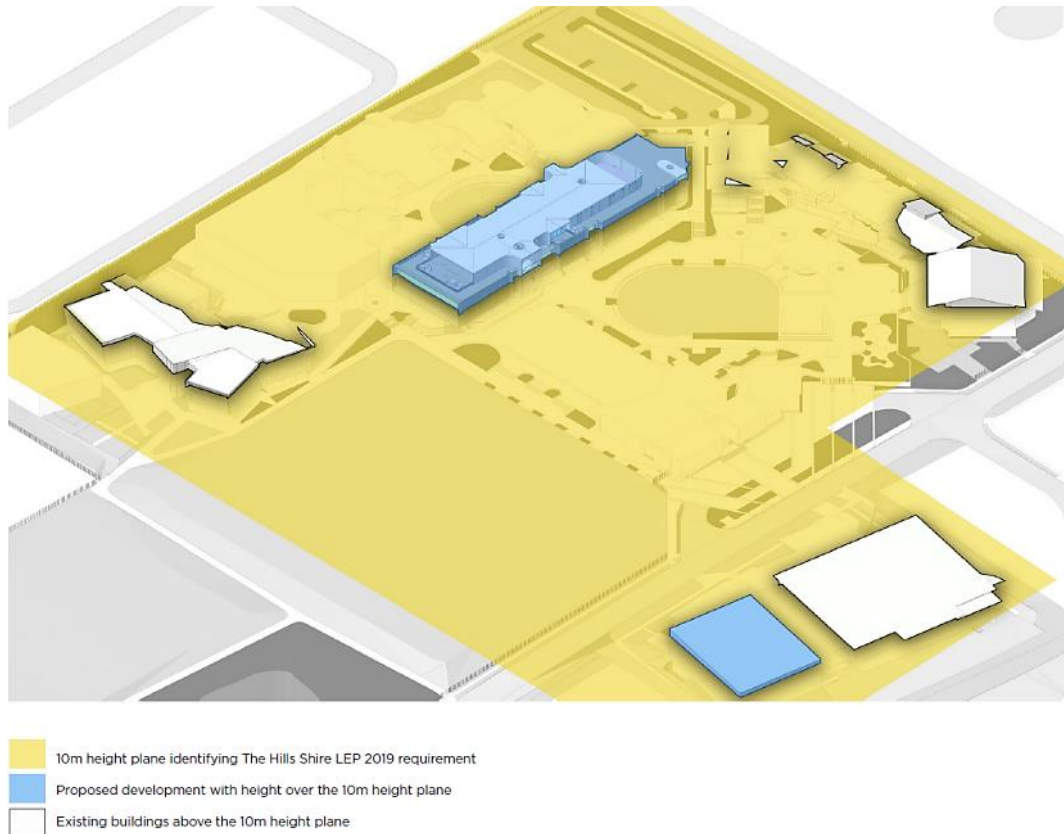 10m height plane identifying The Hills Shire LEP 2019 requirement
Proposed development with height over the 10m height plane
Existing buildings above the 10m height plane